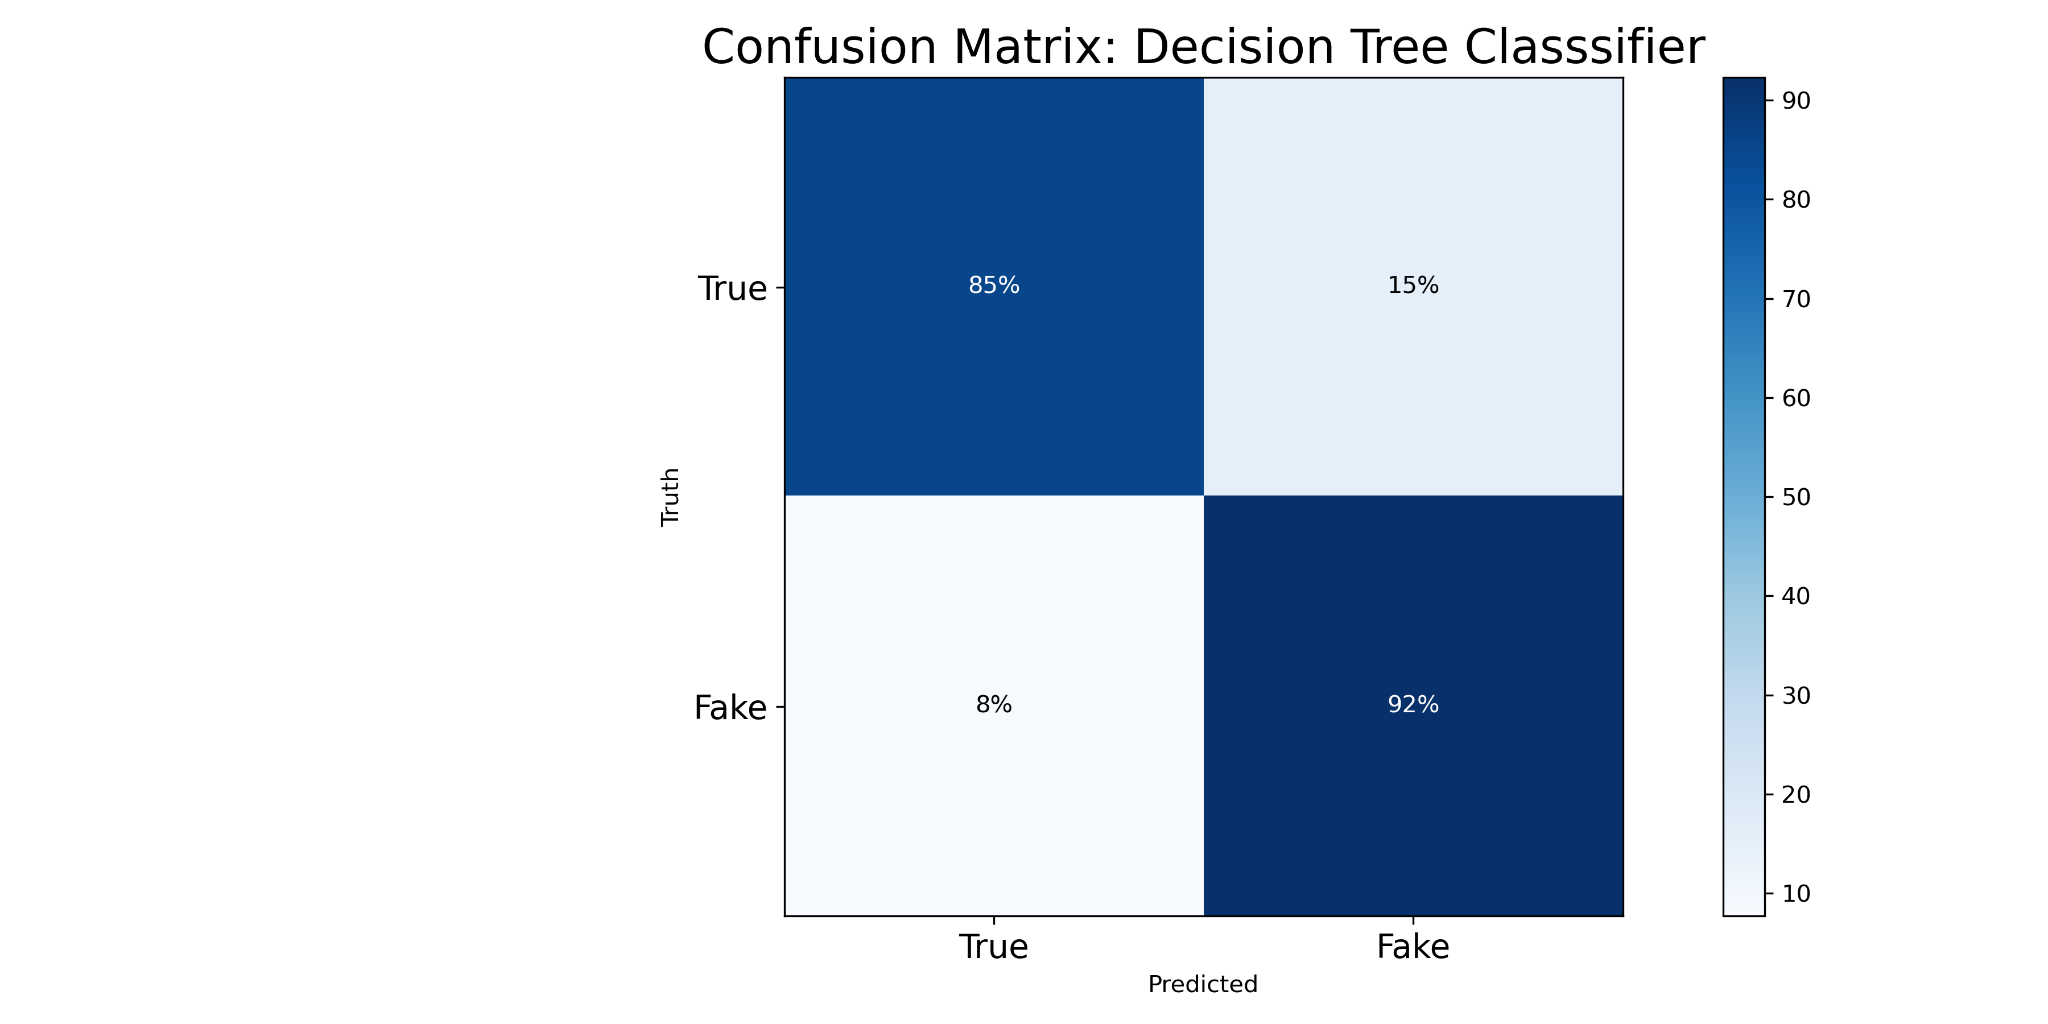 Confusion Matrix: Decision Tree Classsifier
True
85%
15%
Truth
Fake
8%
92%
True
Fake
Predicted
90
80
70
60
50
40
30
20
10